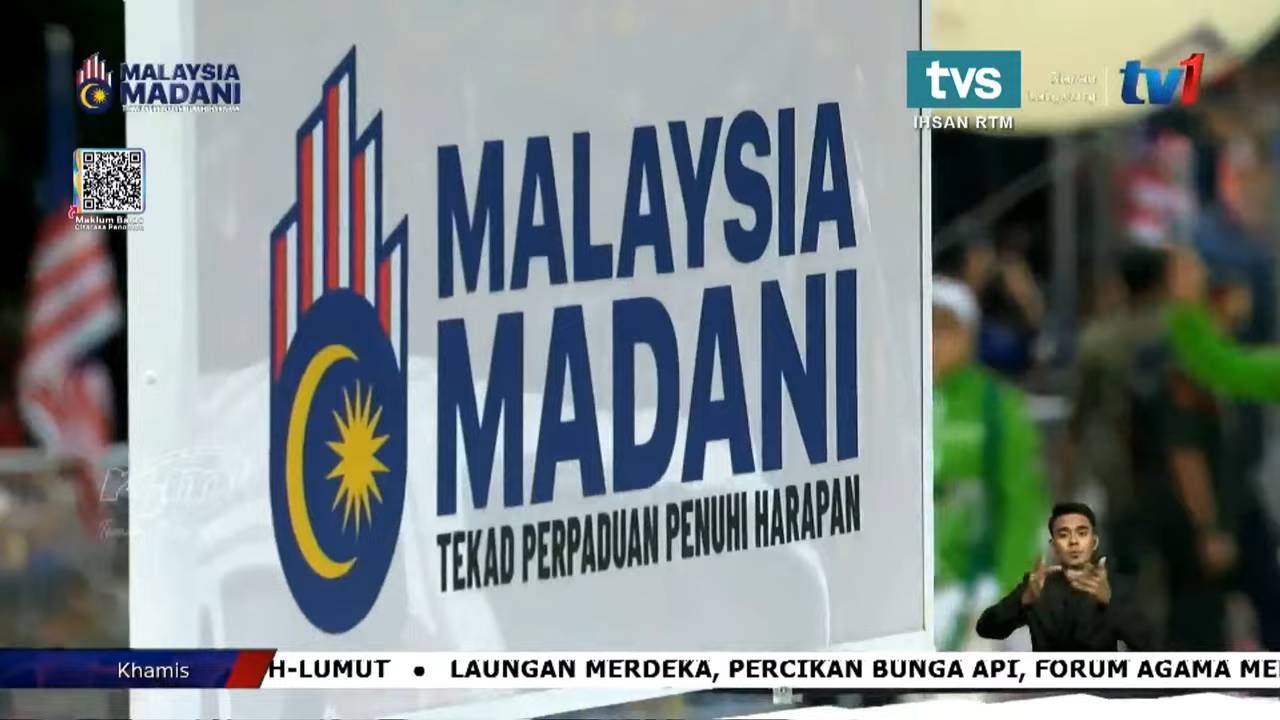 MALAYSIA
MADANI
tvs
IHSAN RTM
tv1
Maklum Balas
MALAYSIA
MADANI
TEKAD PERPADUAN PENUHI HARAPAN
Khamis
H-LUMUT • LAUNGAN MERDEKA, PERCIKAN BUNGA API, FORUM AGAMA ME